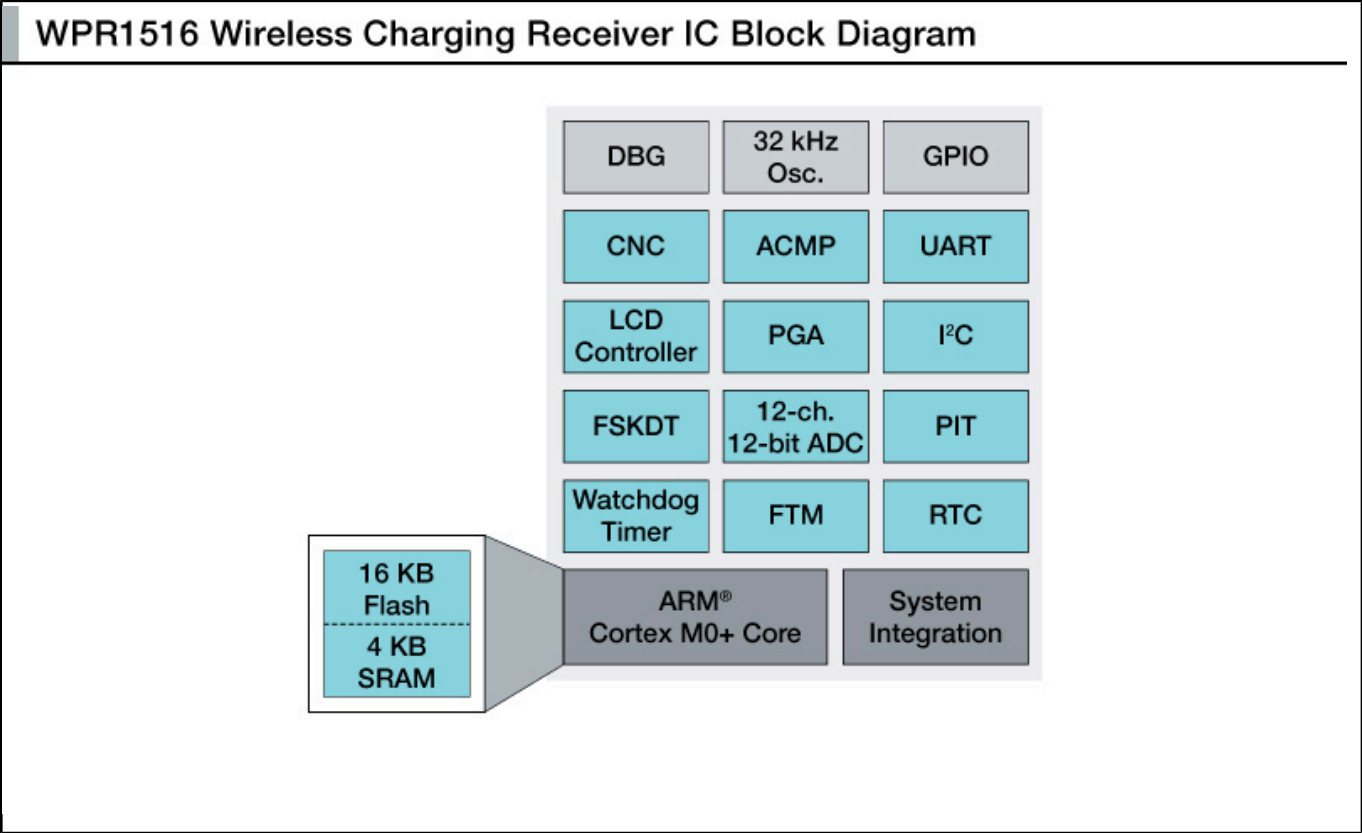 WPR1516 Wireless Charging Receiver IC Block Diagram
DBG
32 kHz
Osc.
GPIO
CNC
ACMP
UART
LCD
Controller
PGA
I²C
FSKDT
12-ch.
12-bit ADC
PIT
Watchdog
Timer
FTM
RTC
16 KB
Flash
4 KB
SRAM
ARM®
Cortex M0+ Core
System
Integration